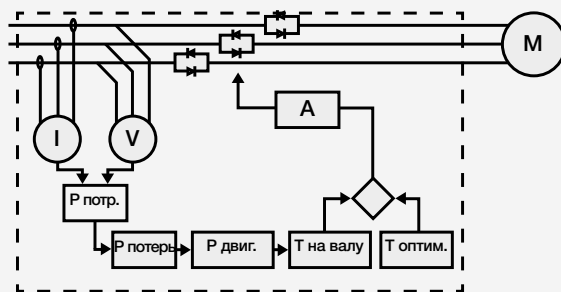 M
A
I
V
Р потр.
Р потерь
Р двиг.
Т на валу
Т оптим.